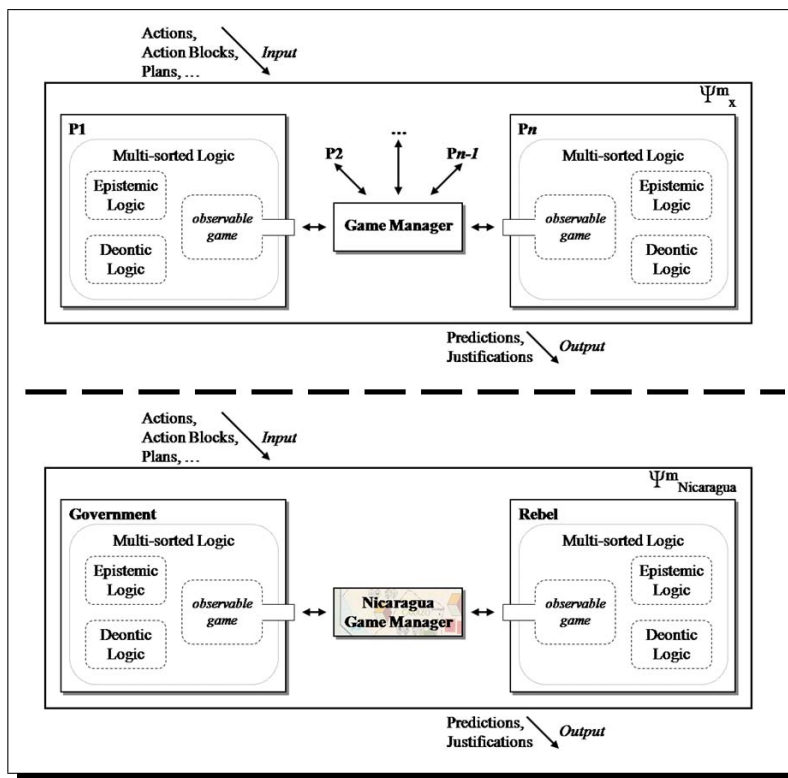 Actions,
Action Blocks,
Plans, ...
Input
Ψm
x
P1
Multi-sorted Logic
Epistemic
Logic
Deontic
Logic
observable
game
P2
...
Pn-1
Game Manager
Pn
Multi-sorted Logic
observable
game
Epistemic
Logic
Deontic
Logic
Predictions,
Justifications
Output
Actions,
Action Blocks,
Plans, ...
Input
Ψm
Nicaragua
Government
Multi-sorted Logic
Epistemic
Logic
Deontic
Logic
observable
game
Nicaragua
Game Manager
Rebel
Multi-sorted Logic
observable
game
Epistemic
Logic
Deontic
Logic
Predictions,
Justifications
Output